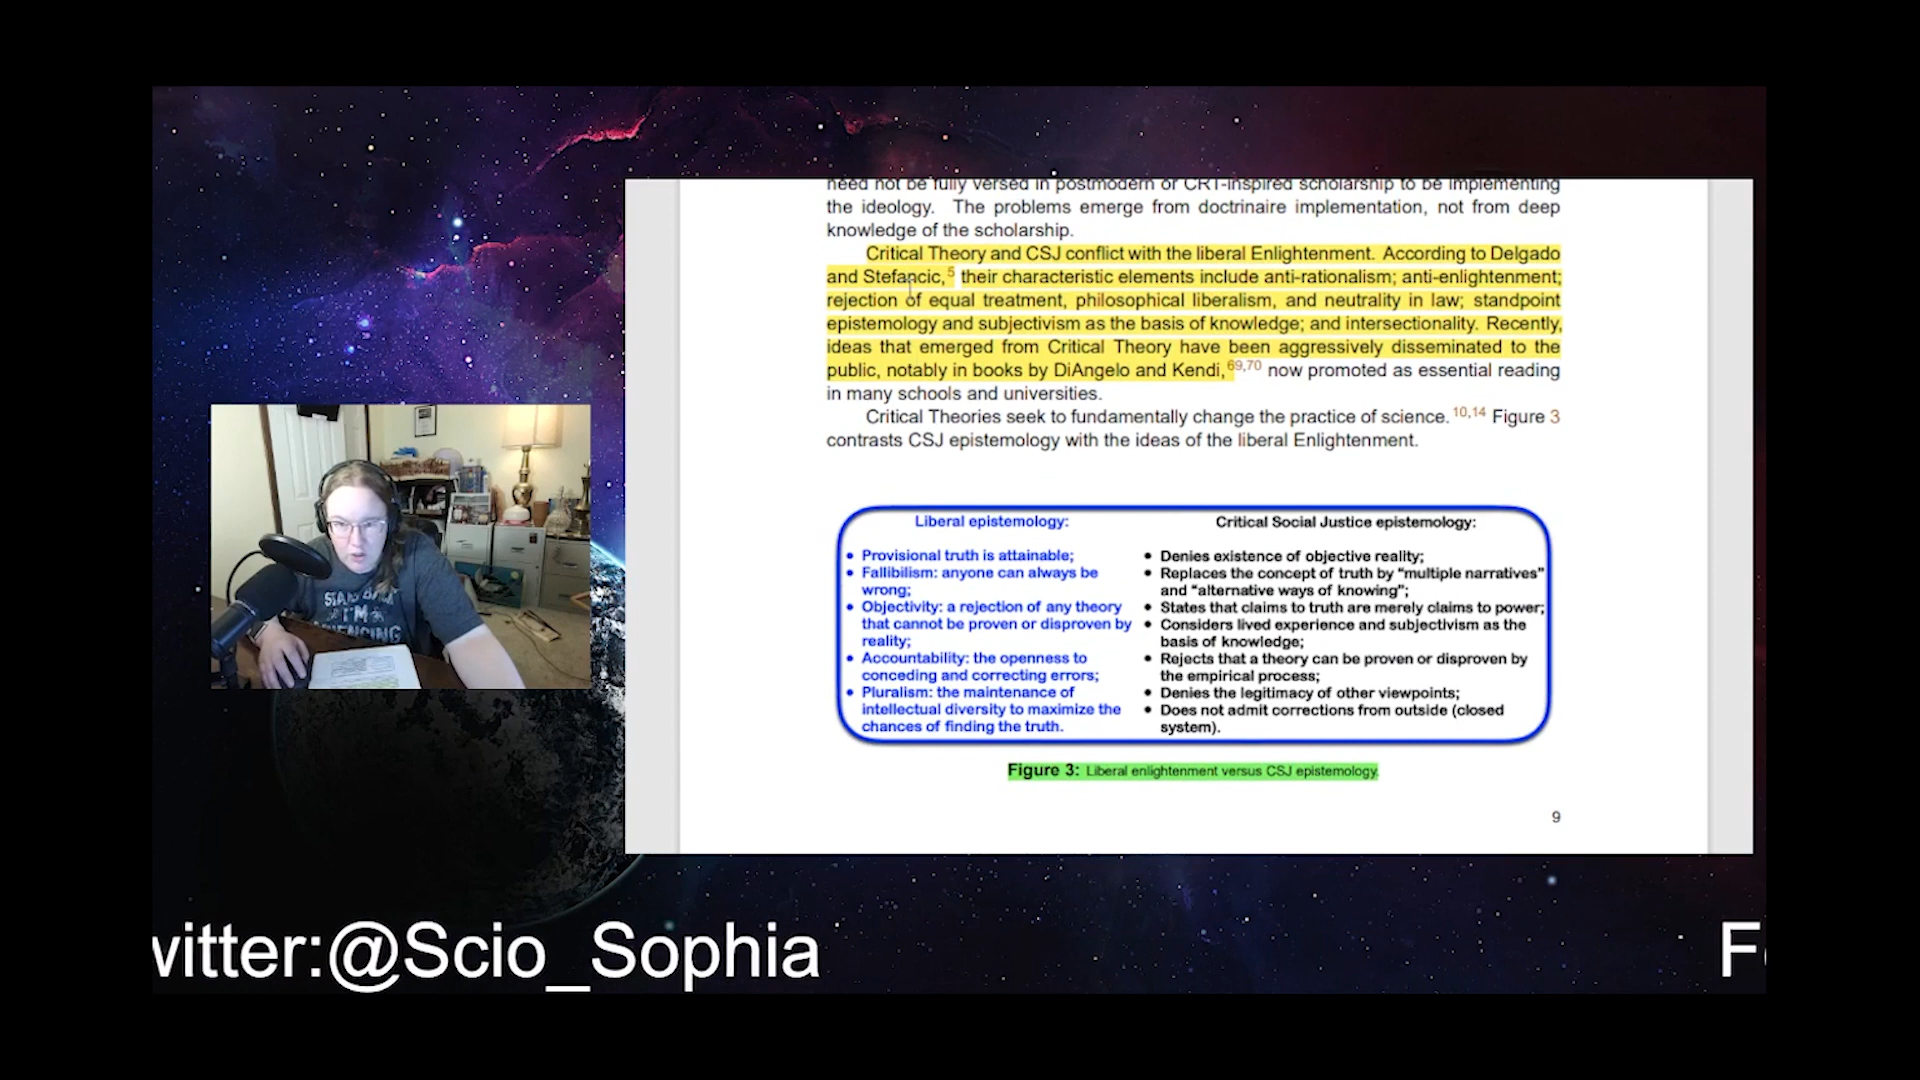 need not be fully versed in postmodern or CRT-inspired scholarship to be implementing
the ideology. The problems emerge from doctrinaire implementation, not from deep
knowledge of the scholarship.
Critical Theory and CSJ conflict with the liberal Enlightenment. According to Delgado
and Stefancic,5 their characteristic elements include anti-rationalism; anti-enlightenment;
rejection of equal treatment, philosophical liberalism, and neutrality in law; standpoint
epistemology and subjectivism as the basis of knowledge; and intersectionality. Recently,
ideas that emerged from Critical Theory have been aggressively disseminated to the
public, notably in books by DiAngelo and Kendi,69,70 now promoted as essential reading
in many schools and universities.
Critical Theories seek to fundamentally change the practice of science.10,14 Figure 3
contrasts CSJ epistemology with the ideas of the liberal Enlightenment.
Liberal epistemology:
• Provisional truth is attainable;
• Fallibilism: anyone can always be
wrong;
• Objectivity: a rejection of any theory
that cannot be proven or disproven by
reality;
• Accountability: the openness to
conceding and correcting errors;
• Pluralism: the maintenance of
intellectual diversity to maximize the
chances of finding the truth.
Critical Social Justice epistemology:
• Denies existence of objective reality;
• Replaces the concept of truth by “multiple narratives”
and “alternative ways of knowing”;
• States that claims to truth are merely claims to power;
• Considers lived experience and subjectivism as the
basis of knowledge;
• Rejects that a theory can be proven or disproven by
the empirical process;
• Denies the legitimacy of other viewpoints;
• Does not admit corrections from outside (closed
system).
Figure 3: Liberal enlightenment versus CSJ epistemology.
9
I'M
witter:@Scio_Sophia